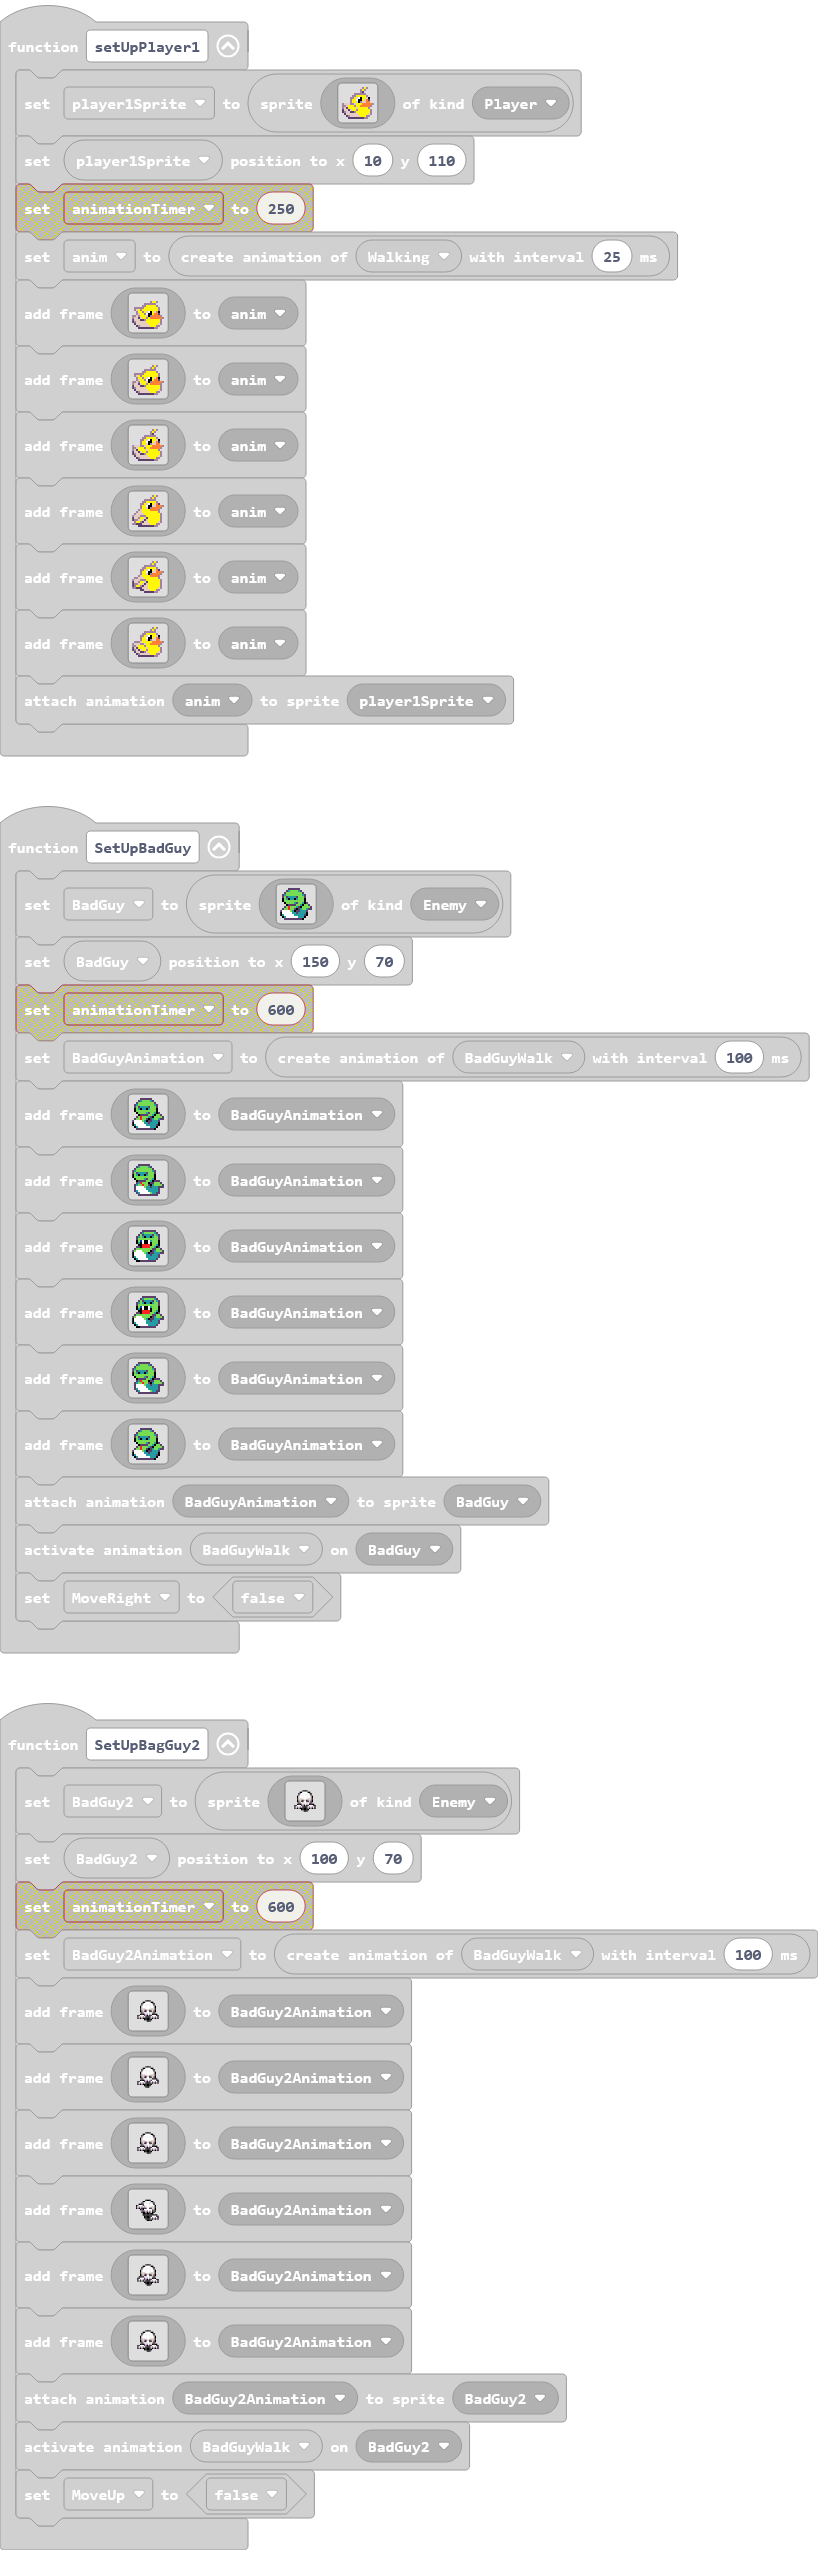 function setUpPlayer1
set player1Sprite to sprite of kind Player
set player1Sprite position to x 10 y 110
set animationTimer to 250
set anim to create animation of Walking with interval 25 ms
add frame to anim
add frame to anim
add frame to anim
add frame to anim
add frame to anim
add frame to anim
attach animation anim to sprite player1Sprite
function SetUpBadGuy
set BadGuy to sprite of kind Enemy
set BadGuy position to x 150 y 70
set animationTimer to 600
set BadGuyAnimation to create animation of BadGuyWalk with interval 100 ms
add frame to BadGuyAnimation
add frame to BadGuyAnimation
add frame to BadGuyAnimation
add frame to BadGuyAnimation
add frame to BadGuyAnimation
add frame to BadGuyAnimation
attach animation BadGuyAnimation to sprite BadGuy
activate animation BadGuyWalk on BadGuy
set MoveRight to false
function SetUpBagGuy2
set BadGuy2 to sprite of kind Enemy
set BadGuy2 position to x 100 y 70
set animationTimer to 600
set BadGuy2Animation to create animation of BadGuyWalk with interval 100 ms
add frame to BadGuy2Animation
add frame to BadGuy2Animation
add frame to BadGuy2Animation
add frame to BadGuy2Animation
add frame to BadGuy2Animation
add frame to BadGuy2Animation
attach animation BadGuy2Animation to sprite BadGuy2
activate animation BadGuyWalk on BadGuy2
set MoveUp to false